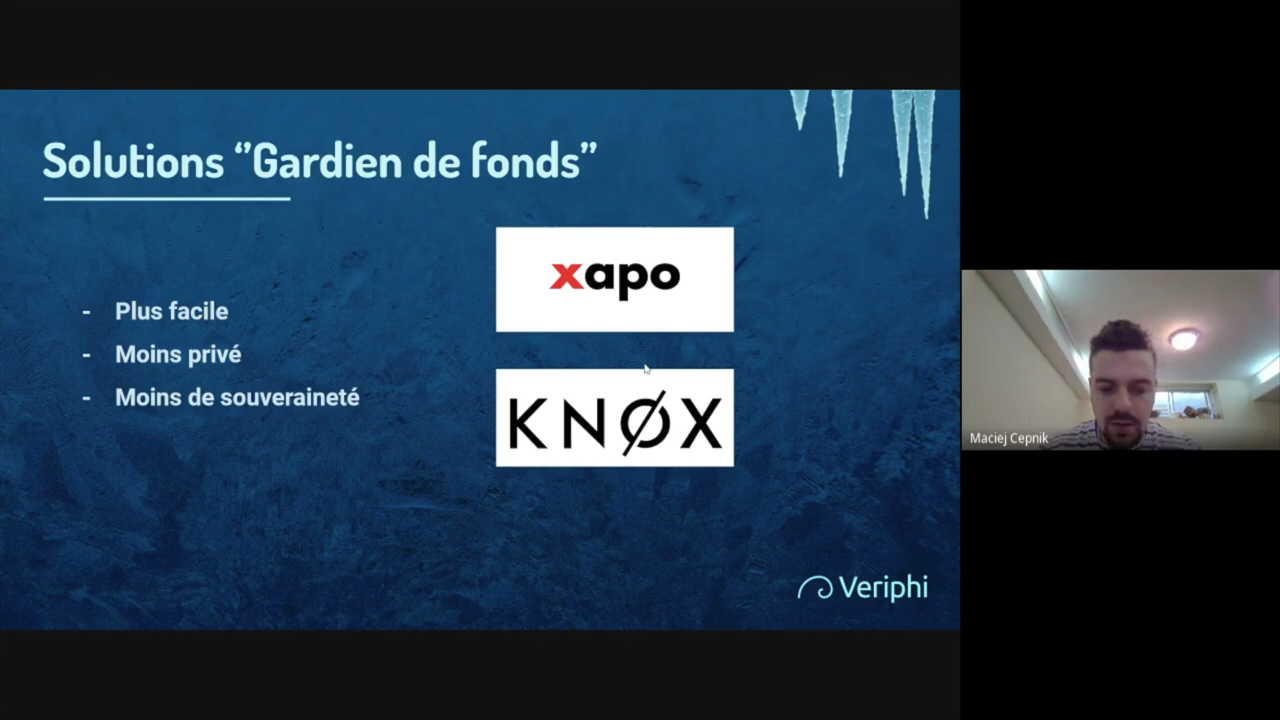 Solutions ‘’Gardien de fonds”
- Plus facile
- Moins privé
- Moins de souveraineté
xapo
KNØX
Veriphi
Maciej Cepnik